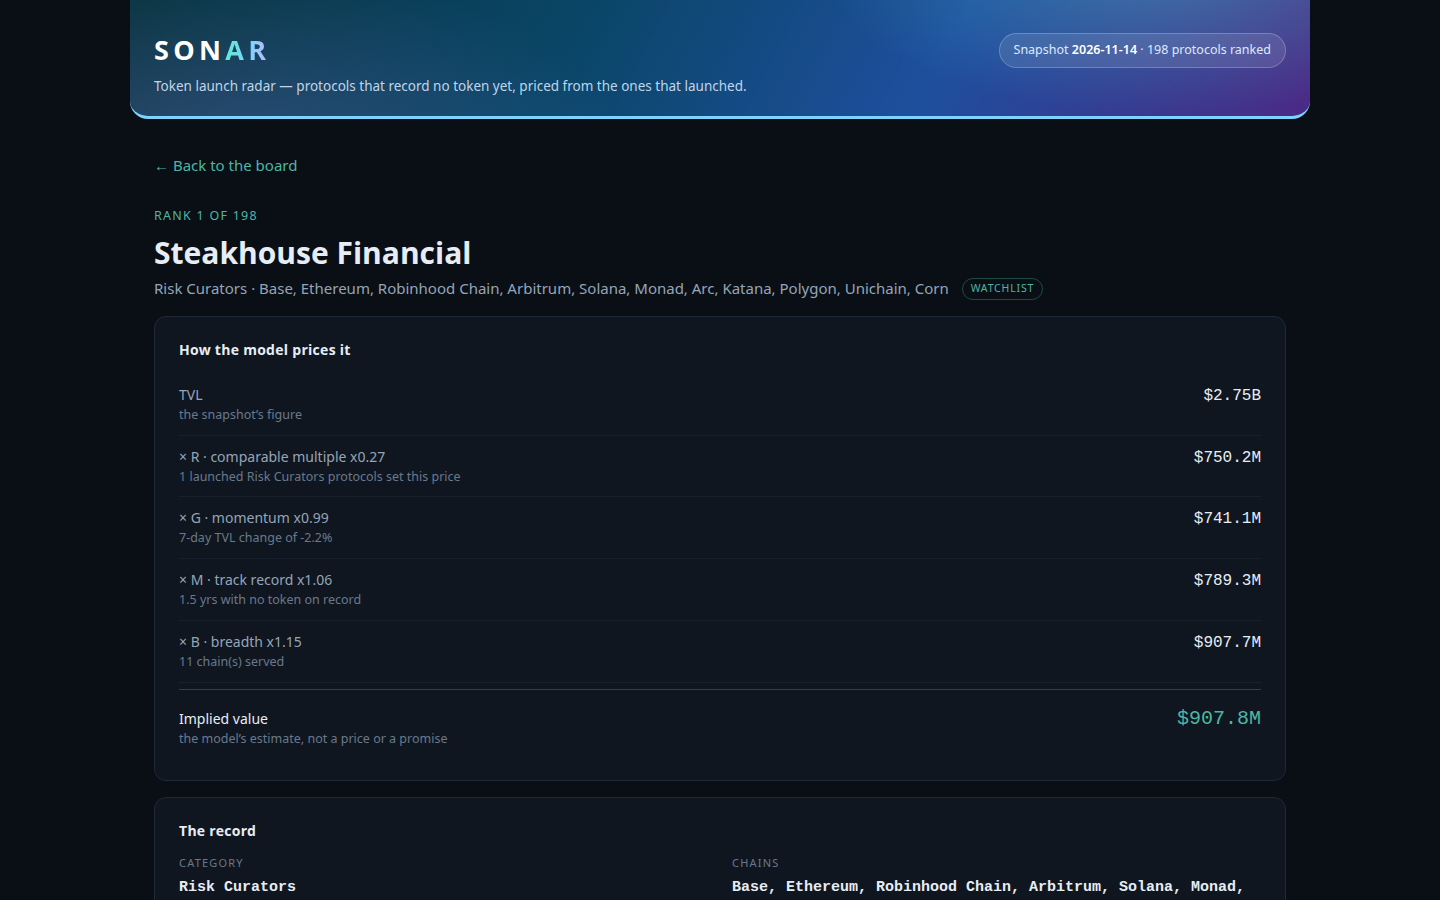 SONAR
Snapshot 2026-11-14 · 198 protocols ranked
Token launch radar — protocols that record no token yet, priced from the ones that launched.
← Back to the board
RANK 1 OF 198
Steakhouse Financial
Risk Curators · Base, Ethereum, Robinhood Chain, Arbitrum, Solana, Monad, Arc, Katana, Polygon, Unichain, Corn WATCHLIST
How the model prices it
TVL $2.75B
the snapshot's figure
× R · comparable multiple x0.27 $750.2M
1 launched Risk Curators protocols set this price
× G · momentum x0.99 $741.1M
7-day TVL change of -2.2%
× M · track record x1.06 $789.3M
1.5 yrs with no token on record
× B · breadth x1.15 $907.7M
11 chain(s) served
Implied value $907.8M
the model's estimate, not a price or a promise
The record
CATEGORY CHAINS
Risk Curators Base, Ethereum, Robinhood Chain, Arbitrum, Solana, Monad,